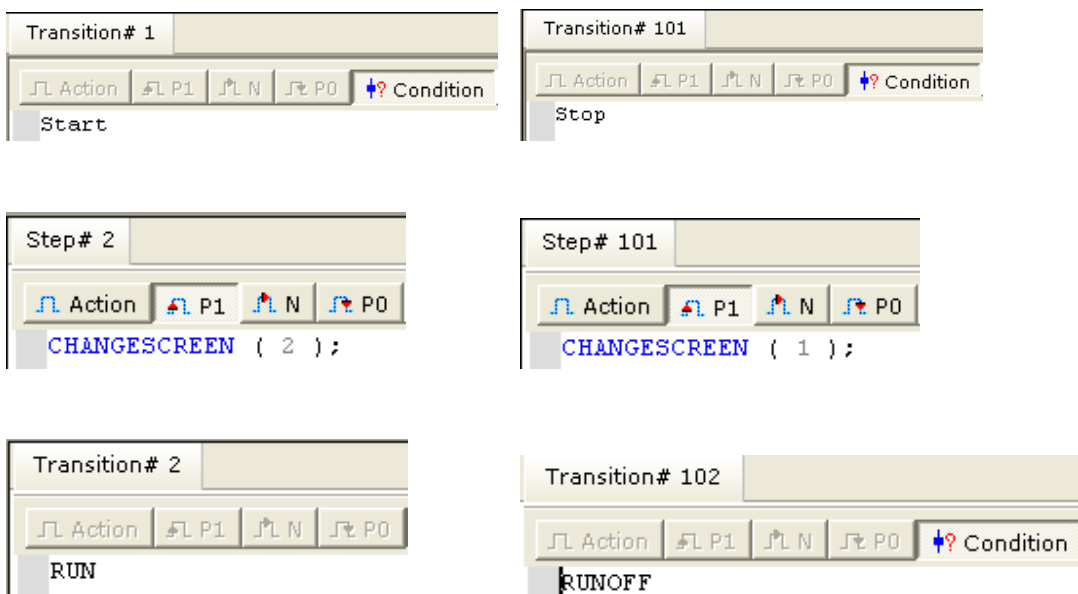 Transition# 1
Action P1 N P0 Condition
Start
Transition# 101
Action P1 N P0 ? Condition
Stop
Step# 2
Action P1 N P0
CHANGESCREEN ( 2 );
Step# 101
Action P1 N P0
CHANGESCREEN ( 1 );
Transition# 2
Action P1 N P0
RUN
Transition# 102
Action P1 N P0 ? Condition
RUNOFF